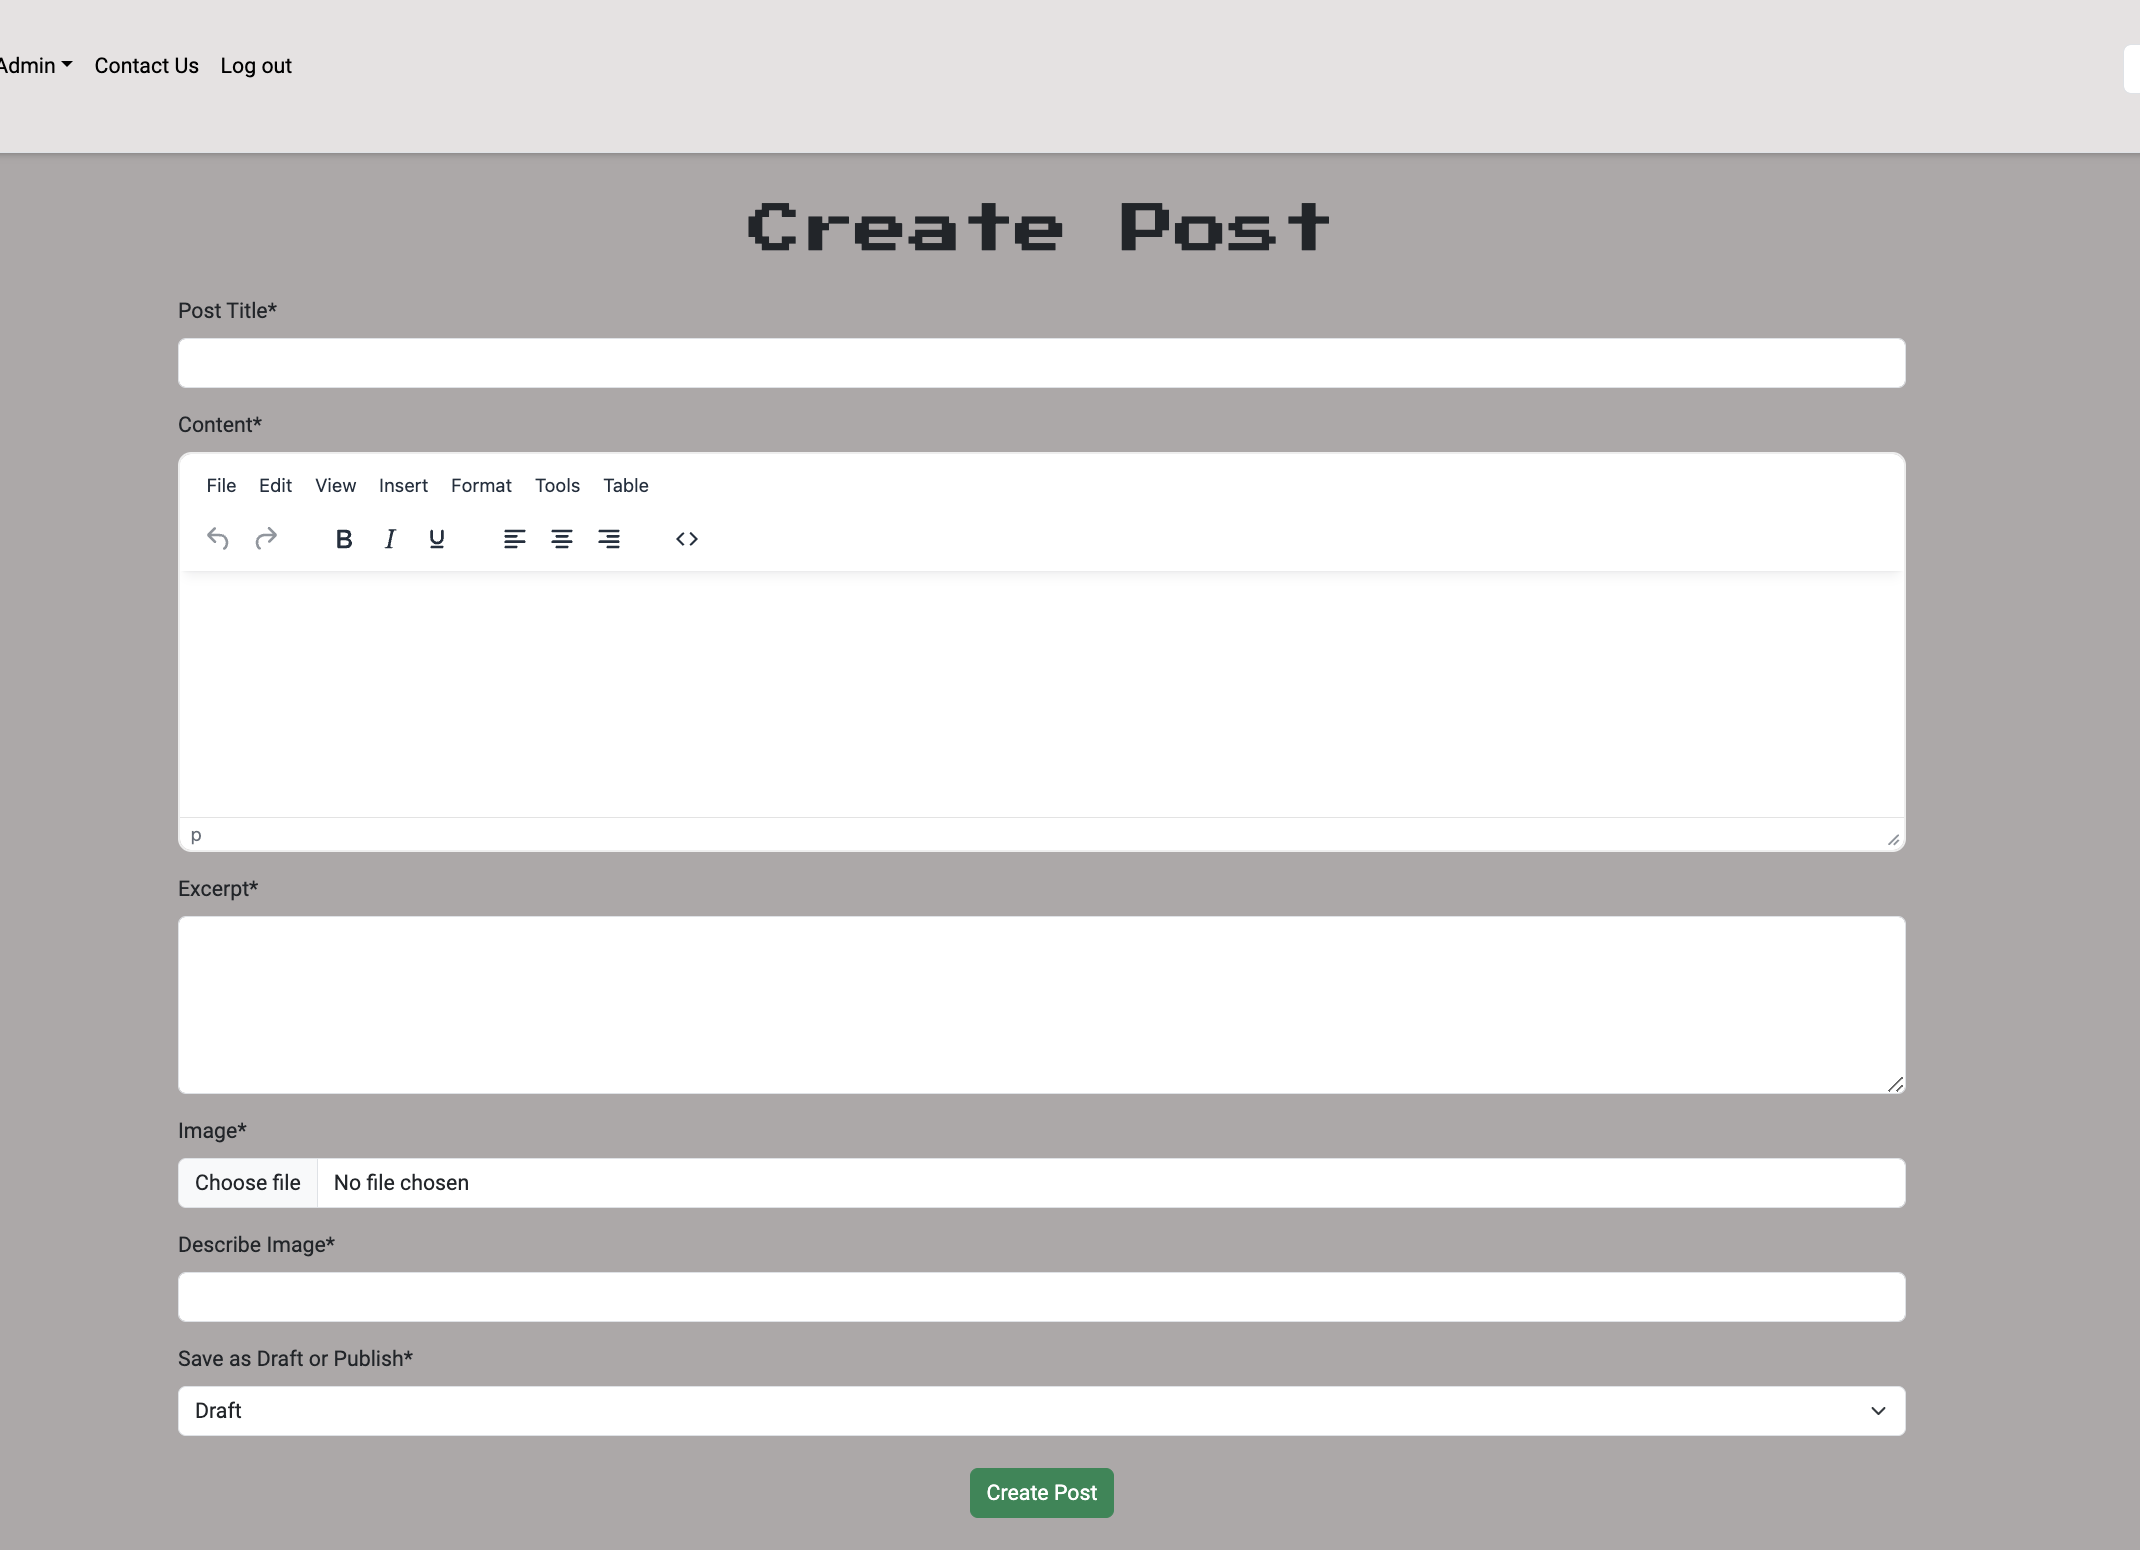 Admin Contact Us Log out
Create Post
Post Title*
Content*
File Edit View Insert Format Tools Table
B I U
p
Excerpt*
Image*
Choose file No file chosen
Describe Image*
Save as Draft or Publish*
Draft
Create Post